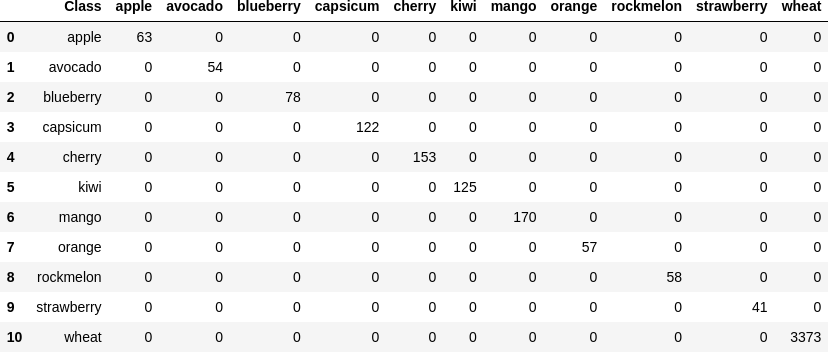 Class apple avocado blueberry capsicum cherry kiwi mango orange rockmelon strawberry wheat
0 apple 63 0 0 0 0 0 0 0 0 0 0
1 avocado 0 54 0 0 0 0 0 0 0 0 0
2 blueberry 0 0 78 0 0 0 0 0 0 0 0
3 capsicum 0 0 0 122 0 0 0 0 0 0 0
4 cherry 0 0 0 0 153 0 0 0 0 0 0
5 kiwi 0 0 0 0 0 125 0 0 0 0 0
6 mango 0 0 0 0 0 0 170 0 0 0 0
7 orange 0 0 0 0 0 0 0 57 0 0 0
8 rockmelon 0 0 0 0 0 0 0 0 58 0 0
9 strawberry 0 0 0 0 0 0 0 0 0 41 0
10 wheat 0 0 0 0 0 0 0 0 0 0 3373